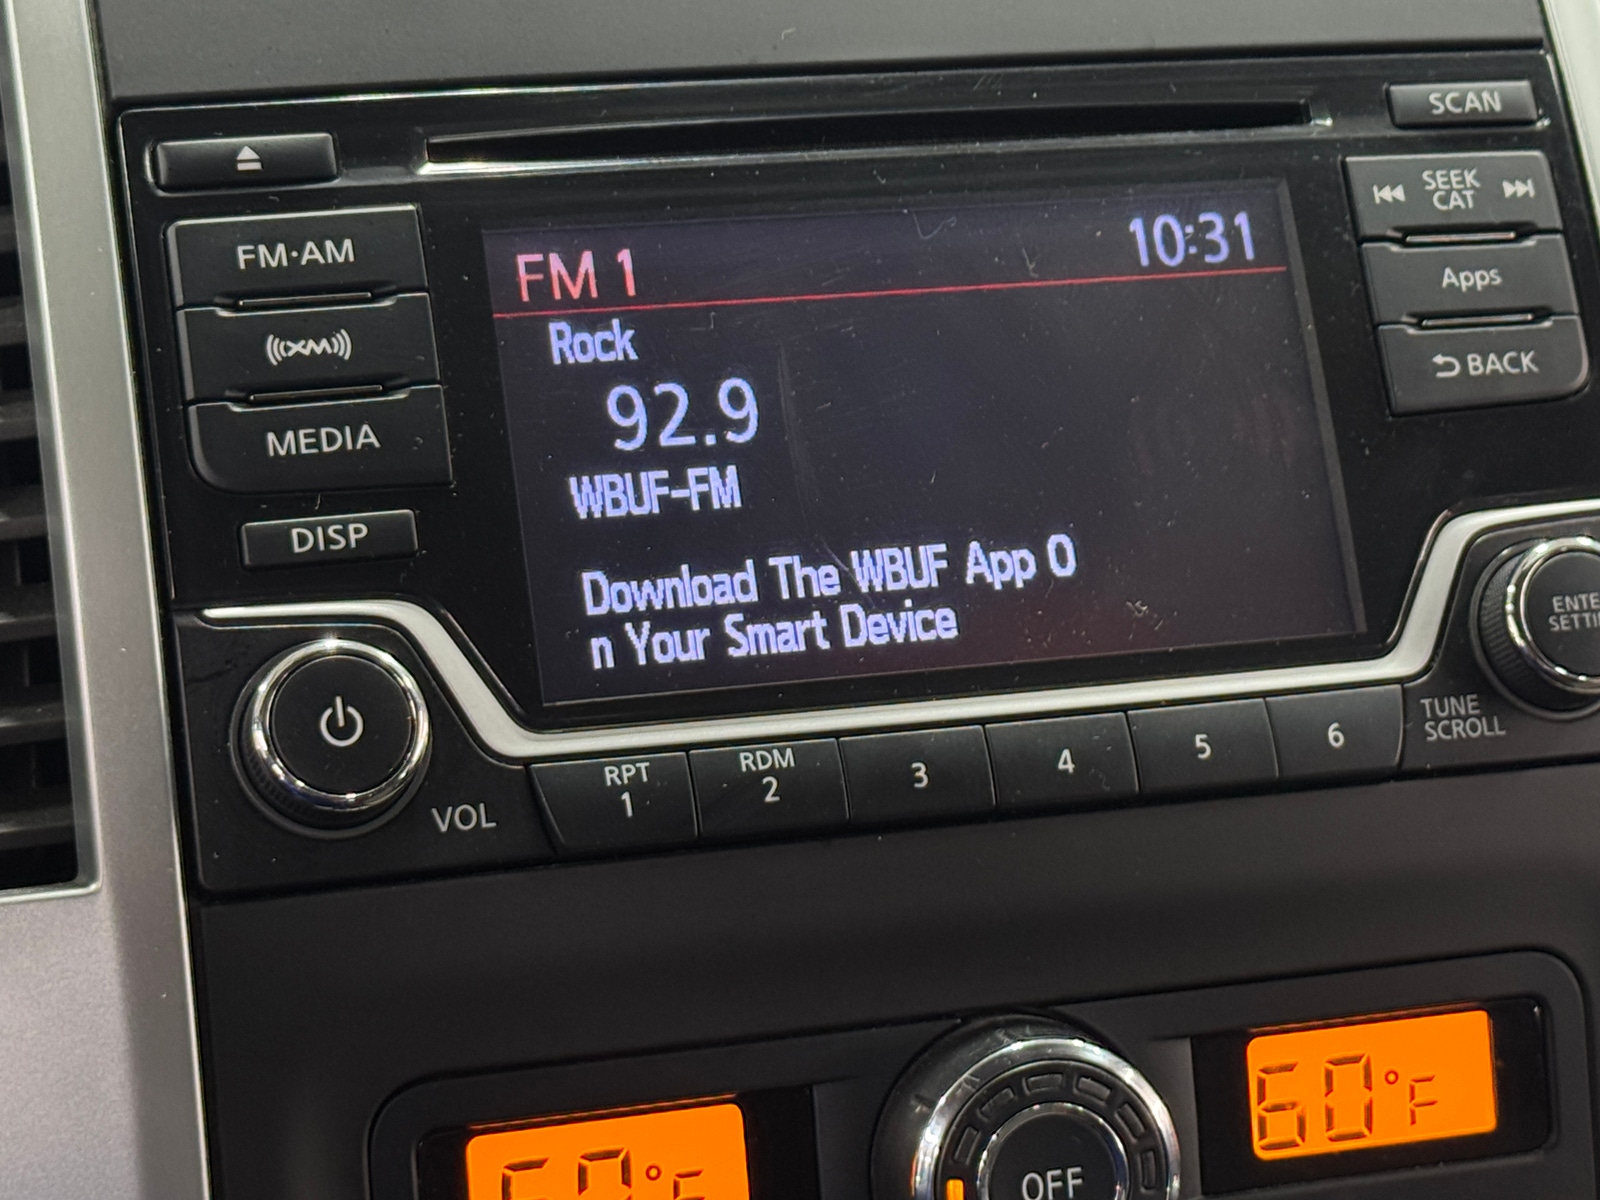 SCAN
FM·AM
XM
MEDIA
DISP
SEEK
CAT
Apps
BACK
FM 1
10:31
Rock
92.9
WBUF-FM
Download The WBUF App O
n Your Smart Device
VOL
RPT
1
RDM
2
3
4
5
6
TUNE
SCROLL
60°F
OFF